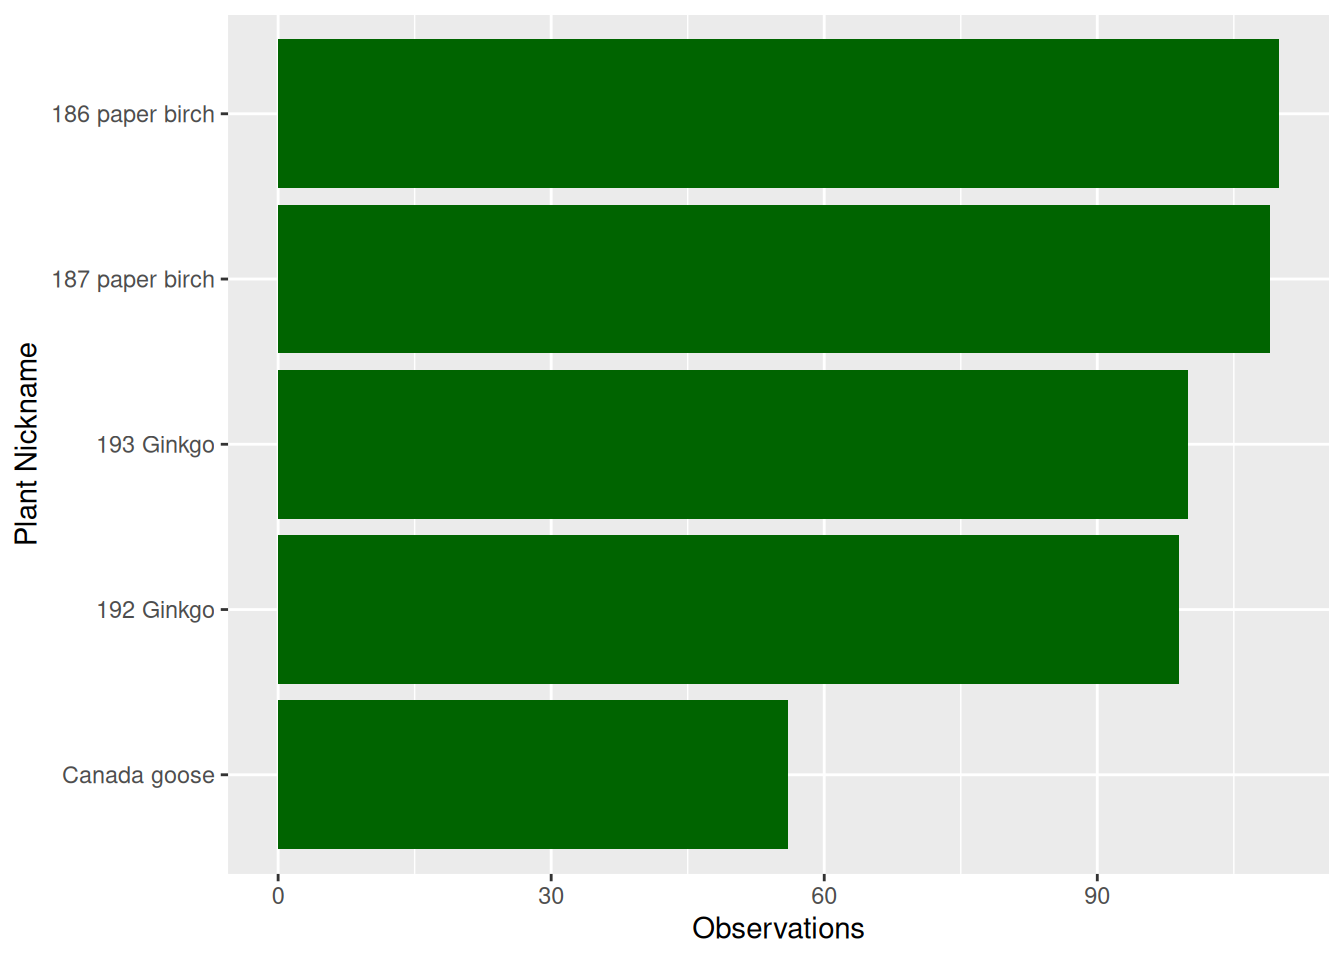 186 paper birch
187 paper birch
193 Ginkgo
192 Ginkgo
Canada goose
Plant Nickname
0 30 60 90
Observations